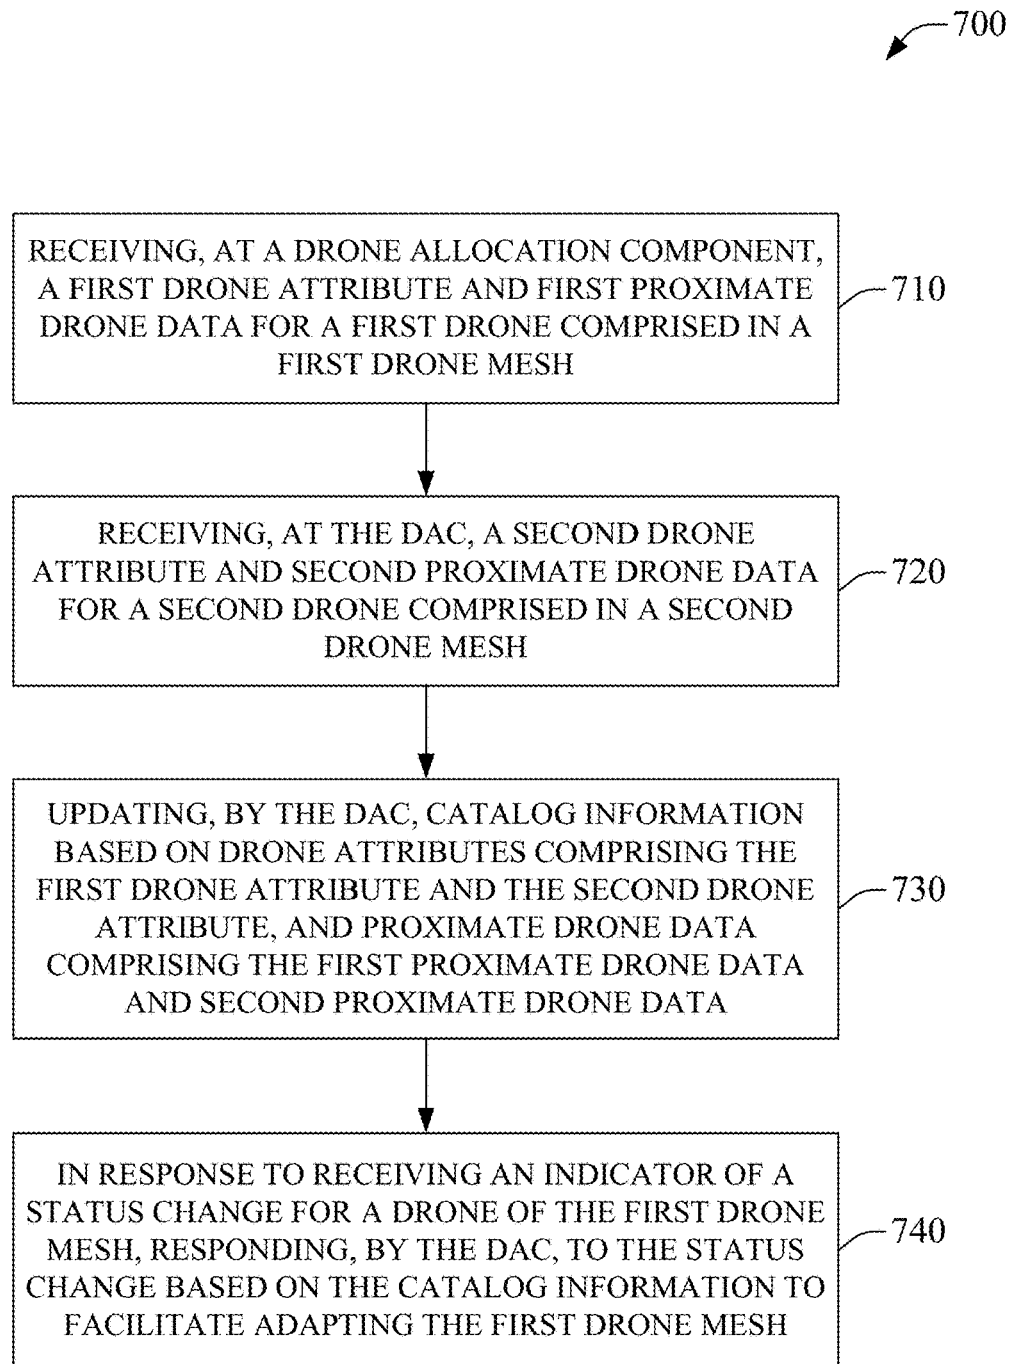 700
RECEIVING, AT A DRONE ALLOCATION COMPONENT,
A FIRST DRONE ATTRIBUTE AND FIRST PROXIMATE
DRONE DATA FOR A FIRST DRONE COMPRISED IN A
FIRST DRONE MESH
710
RECEIVING, AT THE DAC, A SECOND DRONE
ATTRIBUTE AND SECOND PROXIMATE DRONE DATA
FOR A SECOND DRONE COMPRISED IN A SECOND
DRONE MESH
720
UPDATING, BY THE DAC, CATALOG INFORMATION
BASED ON DRONE ATTRIBUTES COMPRISING THE
FIRST DRONE ATTRIBUTE AND THE SECOND DRONE
ATTRIBUTE, AND PROXIMATE DRONE DATA
COMPRISING THE FIRST PROXIMATE DRONE DATA
AND SECOND PROXIMATE DRONE DATA
730
IN RESPONSE TO RECEIVING AN INDICATOR OF A
STATUS CHANGE FOR A DRONE OF THE FIRST DRONE
MESH, RESPONDING, BY THE DAC, TO THE STATUS
CHANGE BASED ON THE CATALOG INFORMATION TO
FACILITATE ADAPTING THE FIRST DRONE MESH
740